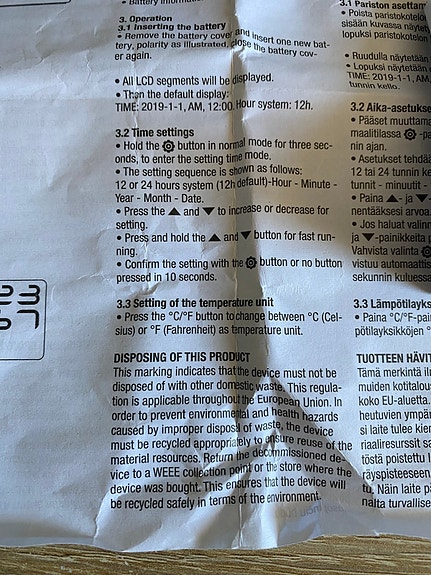 • Battery information
3. Operation
3.1 Inserting the battery
• Remove the battery cover and insert one new bat-
tery, polarity as illustrated, close the battery cov-
er again.
• All LCD segments will be displayed.
• Then the default display:
TIME: 2019-1-1, AM, 12:00. Hour system: 12h.
3.2 Time settings
• Hold the button in normal mode for three sec-
onds, to enter the setting time mode.
• The setting sequence is shown as follows:
12 or 24 hours system (12h default)-Hour - Minute -
Year - Month - Date.
• Press the ▲ and ▼ to increase or decrease for
setting.
• Press and hold the ▲ and ▼ button for fast run-
ning.
• Confirm the setting with the button or no button
pressed in 10 seconds.
3.3 Setting of the temperature unit
• Press the °C/°F button to change between °C (Cel-
sius) or °F (Fahrenheit) as temperature unit.
DISPOSING OF THIS PRODUCT
This marking indicates that the device must not be
disposed of with other domestic waste. This regula-
tion is applicable throughout the European Union. In
order to prevent environmental and health hazards
caused by improper disposal of waste, the device
must be recycled appropriately to ensure reuse of the
material resources. Return the decommissioned de-
vice to a WEEE collection point or the store where the
device was bought. This ensures that the device will
be recycled safely in terms of the environment.
3.1 Pariston asettam
• Poista paristokotelo
sisään kuvassa näytet
lopuksi paristokotelon
• Ruudulla näytetään
• Lopuksi näytetään
TIME: 2019-1-1, AM,
tunnin kello.
3.2 Aika-asetukse
• Pääset muuttama
maalitilassa -pa
nin ajan.
• Asetukset tehdää
12 tai 24 tunnin ke
tunnit - minuutit -
• Paina ▲- ja ▼-
nentääksesi arvoa.
• Jos haluat valinn
ja ▼-painikkeita p
Vahvista valinta
vistuu automaattis
sekunnin kuluessa
3.3 Lämpötilayks
• Paina °C/°F-pain
pötilayksikköjen °
TUOTTEEN HÄVIT
Tämä merkintä il
muiden kotitalous
koko EU-aluetta.
heutuvien ympär
si laite tulee kier
riaaliresurssit sa
töstä poistettu l
räyspisteeseen.
tu. Näin laite pa
nalta turvallise